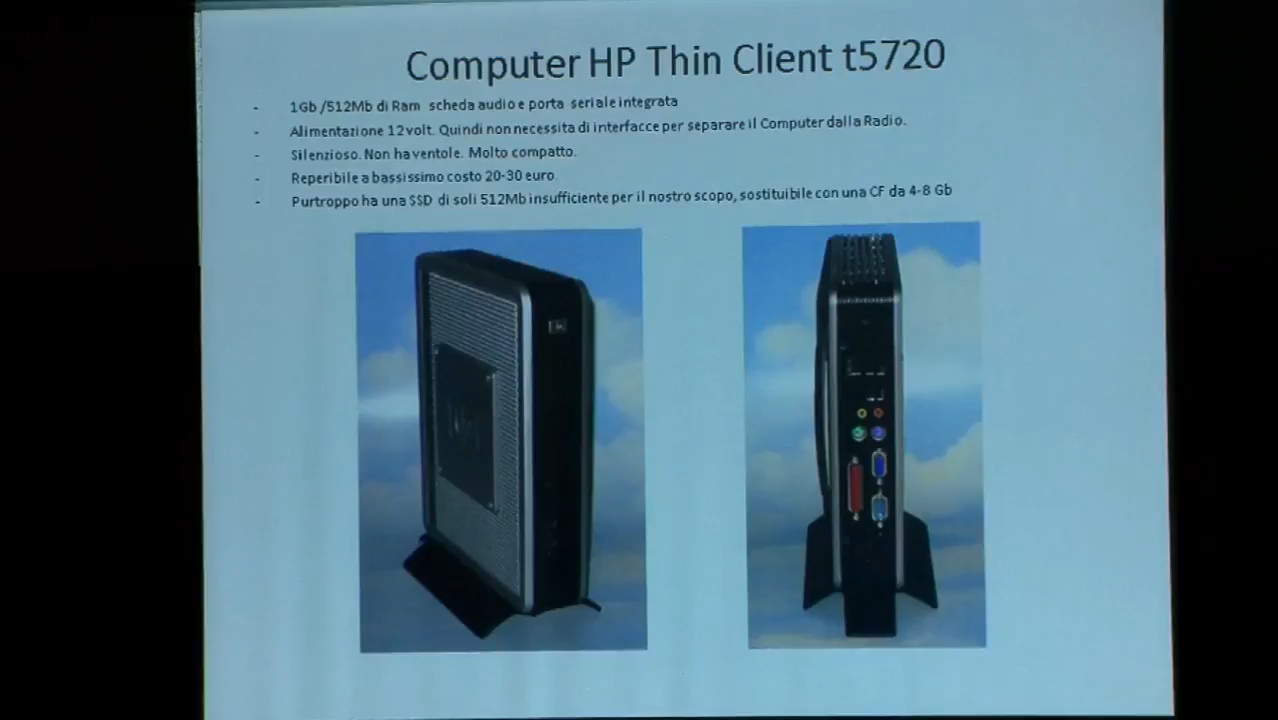 Computer HP Thin Client t5720
- 1Gb /512Mb di Ram scheda audio e porta seriale integrata
- Alimentazione 12volt. Quindi non necessita di interfacce per separare il Computer dalla Radio.
- Silenzioso. Non ha ventole. Molto compatto.
- Reperibile a bassissimo costo 20-30 euro.
- Purtroppo ha una SSD di soli 512Mb insufficiente per il nostro scopo, sostituibile con una CF da 4-8 Gb